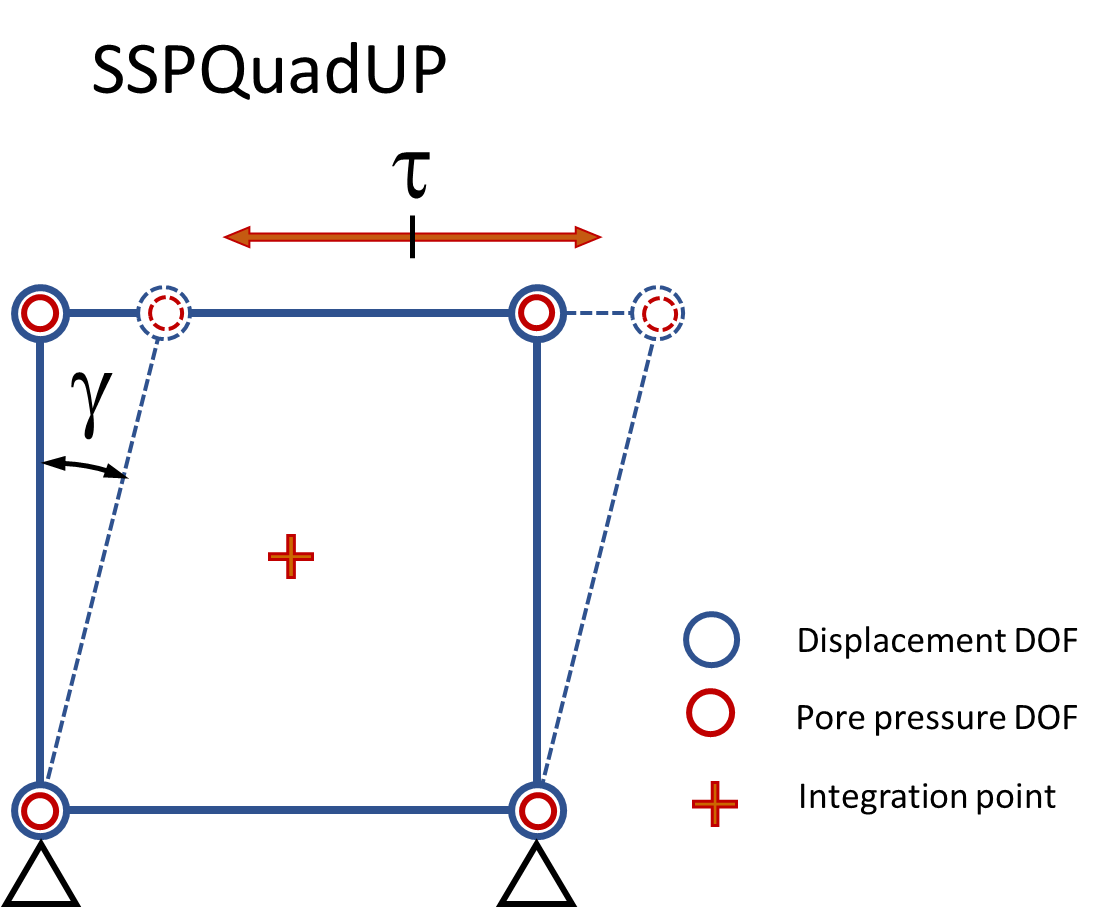 SSPQuadUP
τ
γ
Displacement DOF
Pore pressure DOF
Integration point